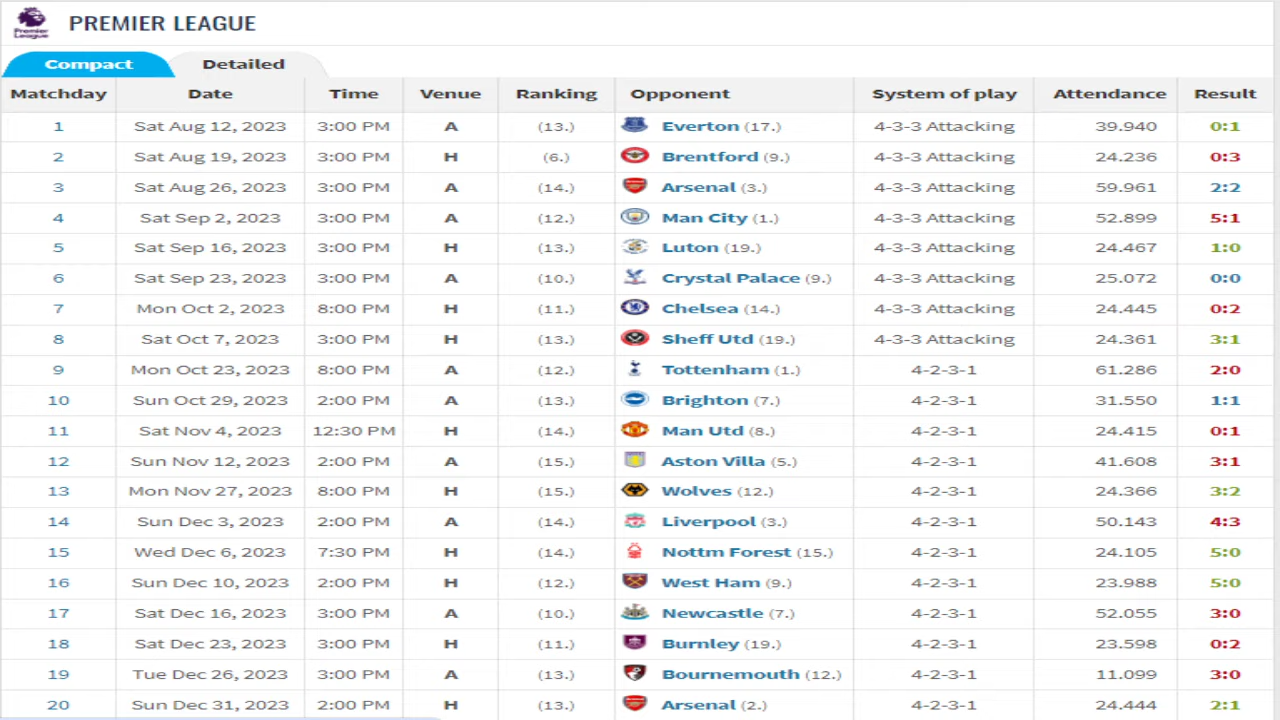 Premier League PREMIER LEAGUE
Compact Detailed
Matchday Date Time Venue Ranking Opponent System of play Attendance Result
1 Sat Aug 12, 2023 3:00 PM A (13.) Everton (17.) 4-3-3 Attacking 39.940 0:1
2 Sat Aug 19, 2023 3:00 PM H (6.) Brentford (9.) 4-3-3 Attacking 24.236 0:3
3 Sat Aug 26, 2023 3:00 PM A (14.) Arsenal (3.) 4-3-3 Attacking 59.961 2:2
4 Sat Sep 2, 2023 3:00 PM A (12.) Man City (1.) 4-3-3 Attacking 52.899 5:1
5 Sat Sep 16, 2023 3:00 PM H (13.) Luton (19.) 4-3-3 Attacking 24.467 1:0
6 Sat Sep 23, 2023 3:00 PM A (10.) Crystal Palace (9.) 4-3-3 Attacking 25.072 0:0
7 Mon Oct 2, 2023 8:00 PM H (11.) Chelsea (14.) 4-3-3 Attacking 24.445 0:2
8 Sat Oct 7, 2023 3:00 PM H (13.) Sheff Utd (19.) 4-3-3 Attacking 24.361 3:1
9 Mon Oct 23, 2023 8:00 PM A (12.) Tottenham (1.) 4-2-3-1 61.286 2:0
10 Sun Oct 29, 2023 2:00 PM A (13.) Brighton (7.) 4-2-3-1 31.550 1:1
11 Sat Nov 4, 2023 12:30 PM H (14.) Man Utd (8.) 4-2-3-1 24.415 0:1
12 Sun Nov 12, 2023 2:00 PM A (15.) Aston Villa (5.) 4-2-3-1 41.608 3:1
13 Mon Nov 27, 2023 8:00 PM H (15.) Wolves (12.) 4-2-3-1 24.366 3:2
14 Sun Dec 3, 2023 2:00 PM A (14.) Liverpool (3.) 4-2-3-1 50.143 4:3
15 Wed Dec 6, 2023 7:30 PM H (14.) Nottm Forest (15.) 4-2-3-1 24.105 5:0
16 Sun Dec 10, 2023 2:00 PM H (12.) West Ham (9.) 4-2-3-1 23.988 5:0
17 Sat Dec 16, 2023 3:00 PM A (10.) Newcastle (7.) 4-2-3-1 52.055 3:0
18 Sat Dec 23, 2023 3:00 PM H (11.) Burnley (19.) 4-2-3-1 23.598 0:2
19 Tue Dec 26, 2023 3:00 PM A (13.) Bournemouth (12.) 4-2-3-1 11.099 3:0
20 Sun Dec 31, 2023 2:00 PM H (13.) Arsenal (2.) 4-2-3-1 24.444 2:1